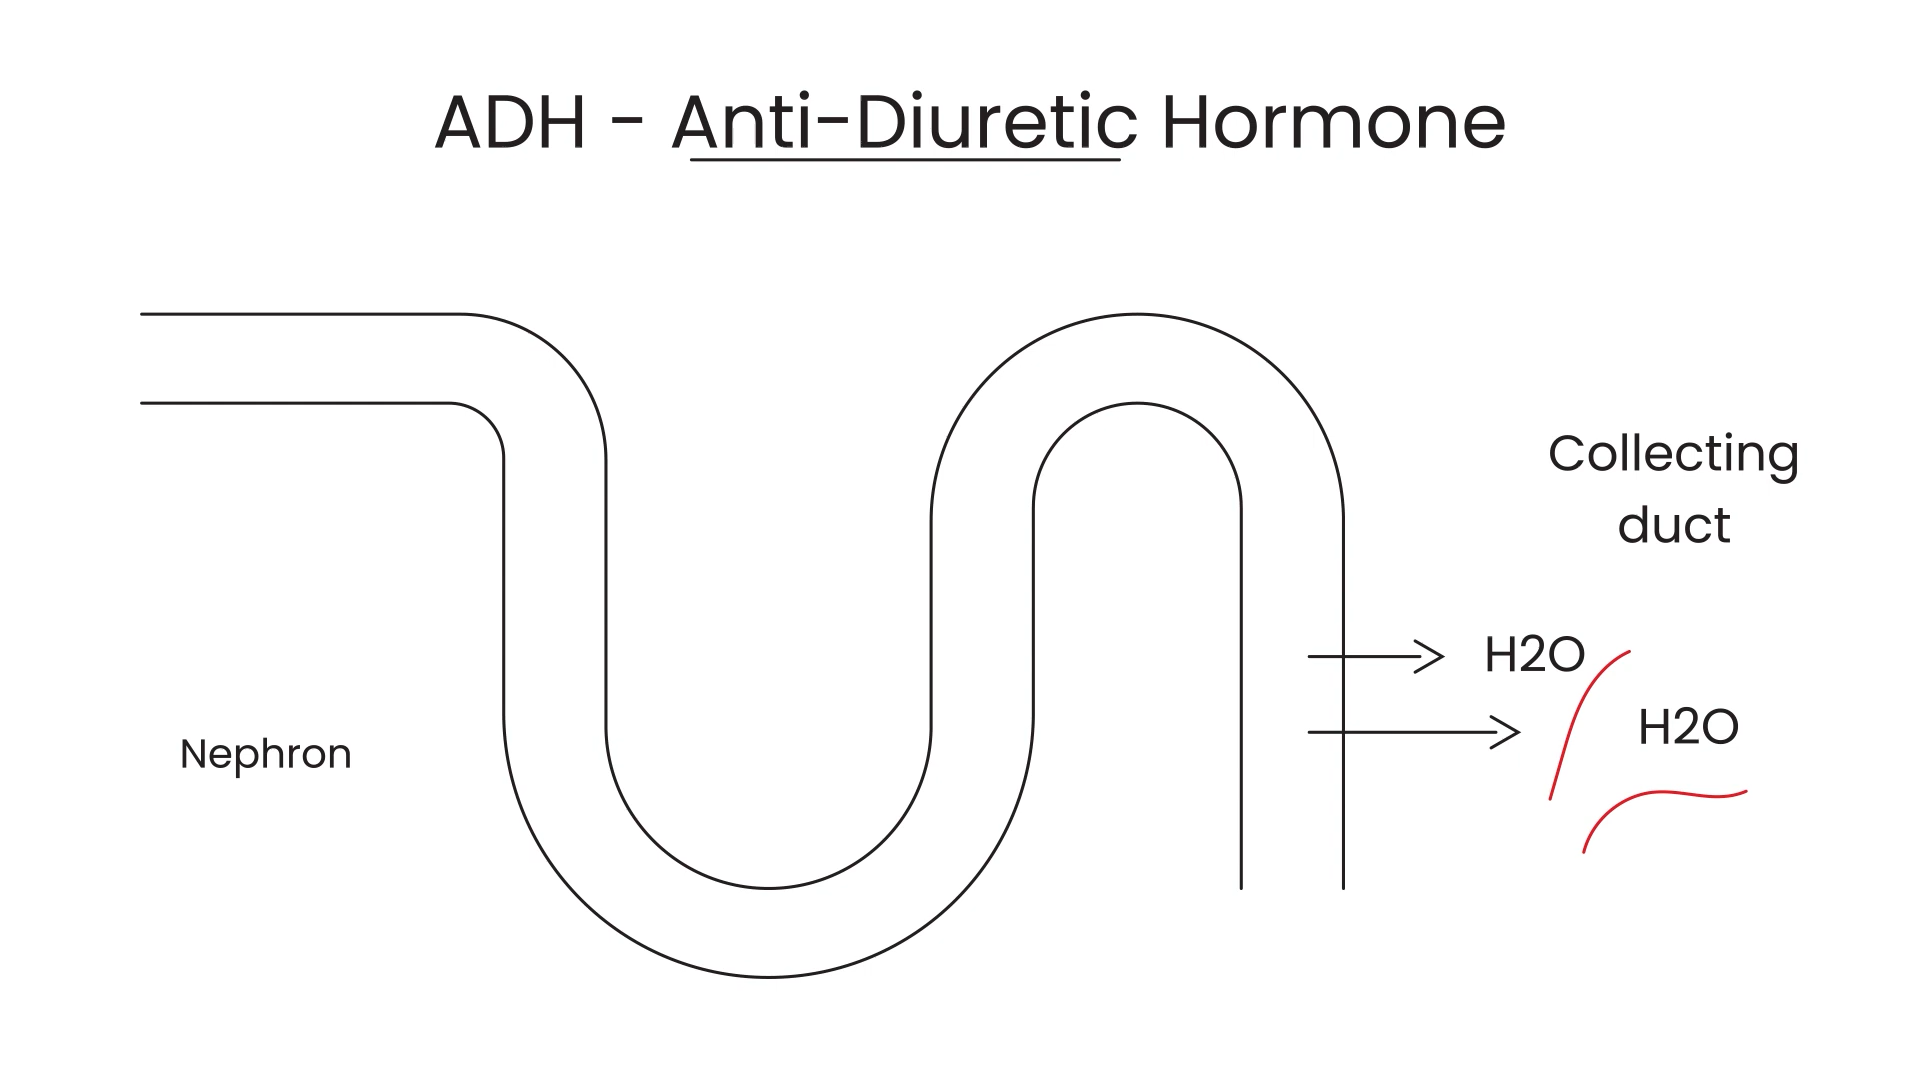 ADH - Anti-Diuretic Hormone
Collecting
duct
H2O
H2O
Nephron